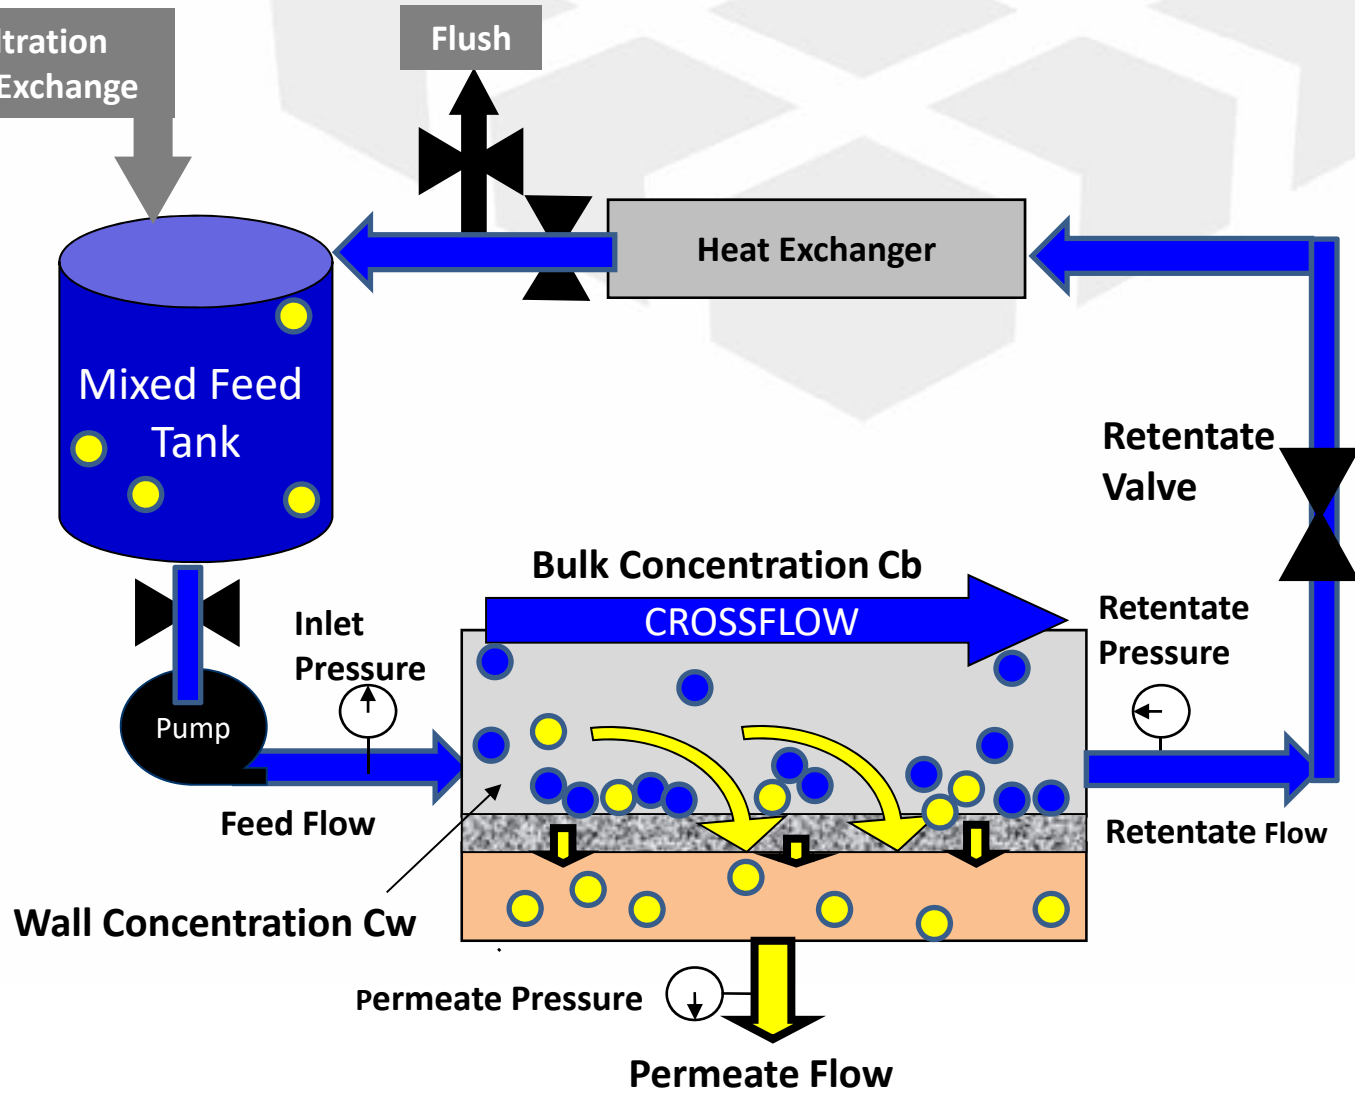 Exchange
Flush
Heat Exchanger
Mixed Feed
Tank
Retentate
Valve
Bulk Concentration Cb
CROSSFLOW
Inlet
Pressure
Retentate
Pressure
Pump
Feed Flow
Retentate Flow
Wall Concentration Cw
Permeate Pressure
Permeate Flow